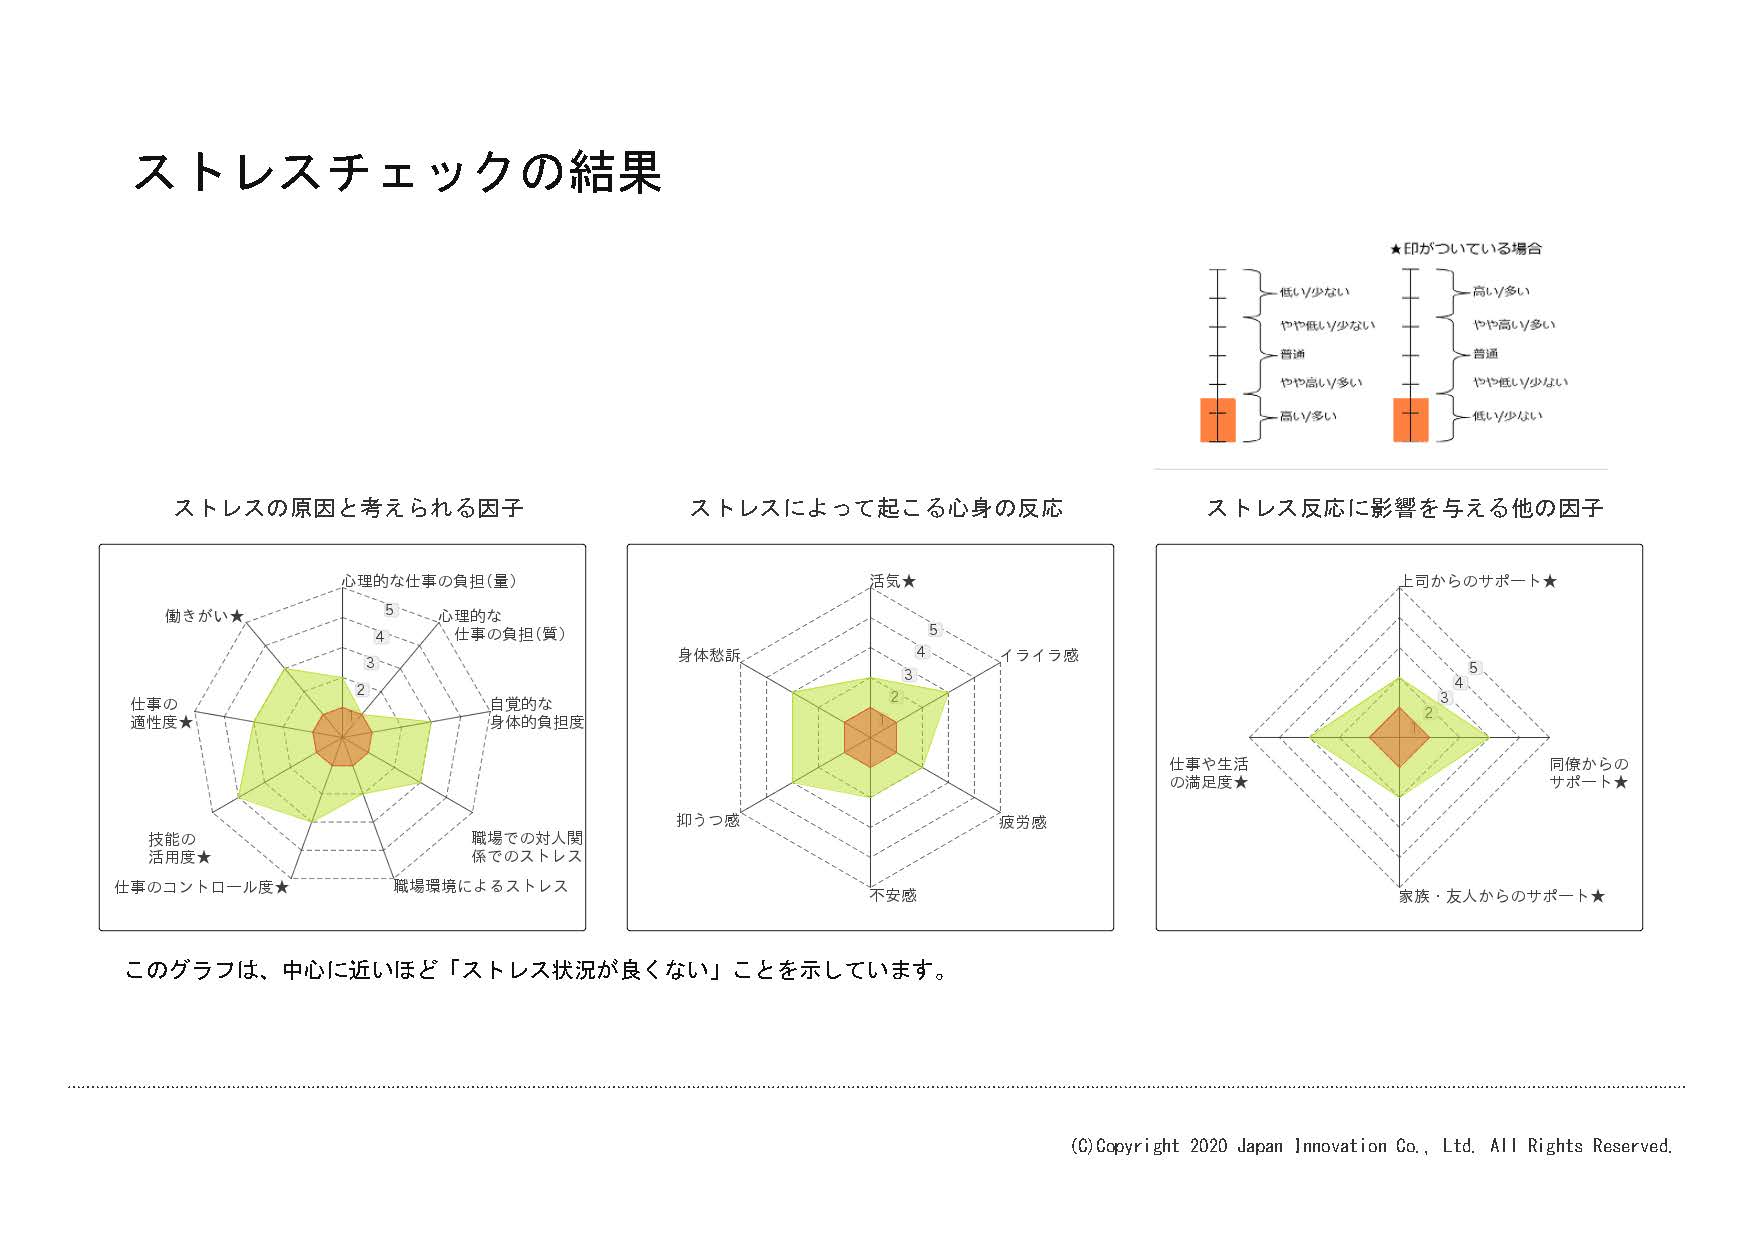 ストレスチェックの結果
★印がついている場合
低い/少ない
やや低い/少ない
普通
やや高い/多い
高い/多い
高い/多い
やや高い/多い
普通
やや低い/少ない
低い/少ない
ストレスの原因と考えられる因子
心理的な仕事の負担(量)
心理的な
仕事の負担(質)
自覚的な
身体的負担度
職場での対人関
係でのストレス
職場環境によるストレス
仕事のコントロール度★
技能の
活用度★
仕事の
適性度★
働きがい★
5
4
3
2
1
ストレスによって起こる心身の反応
活気★
イライラ感
疲労感
不安感
抑うつ感
身体愁訴
5
4
3
2
1
ストレス反応に影響を与える他の因子
上司からのサポート★
同僚からの
サポート★
家族・友人からのサポート★
仕事や生活
の満足度★
5
4
3
2
1
このグラフは、中心に近いほど「ストレス状況が良くない」ことを示しています。
(C)Copyright 2020 Japan Innovation Co., Ltd. All Rights Reserved.